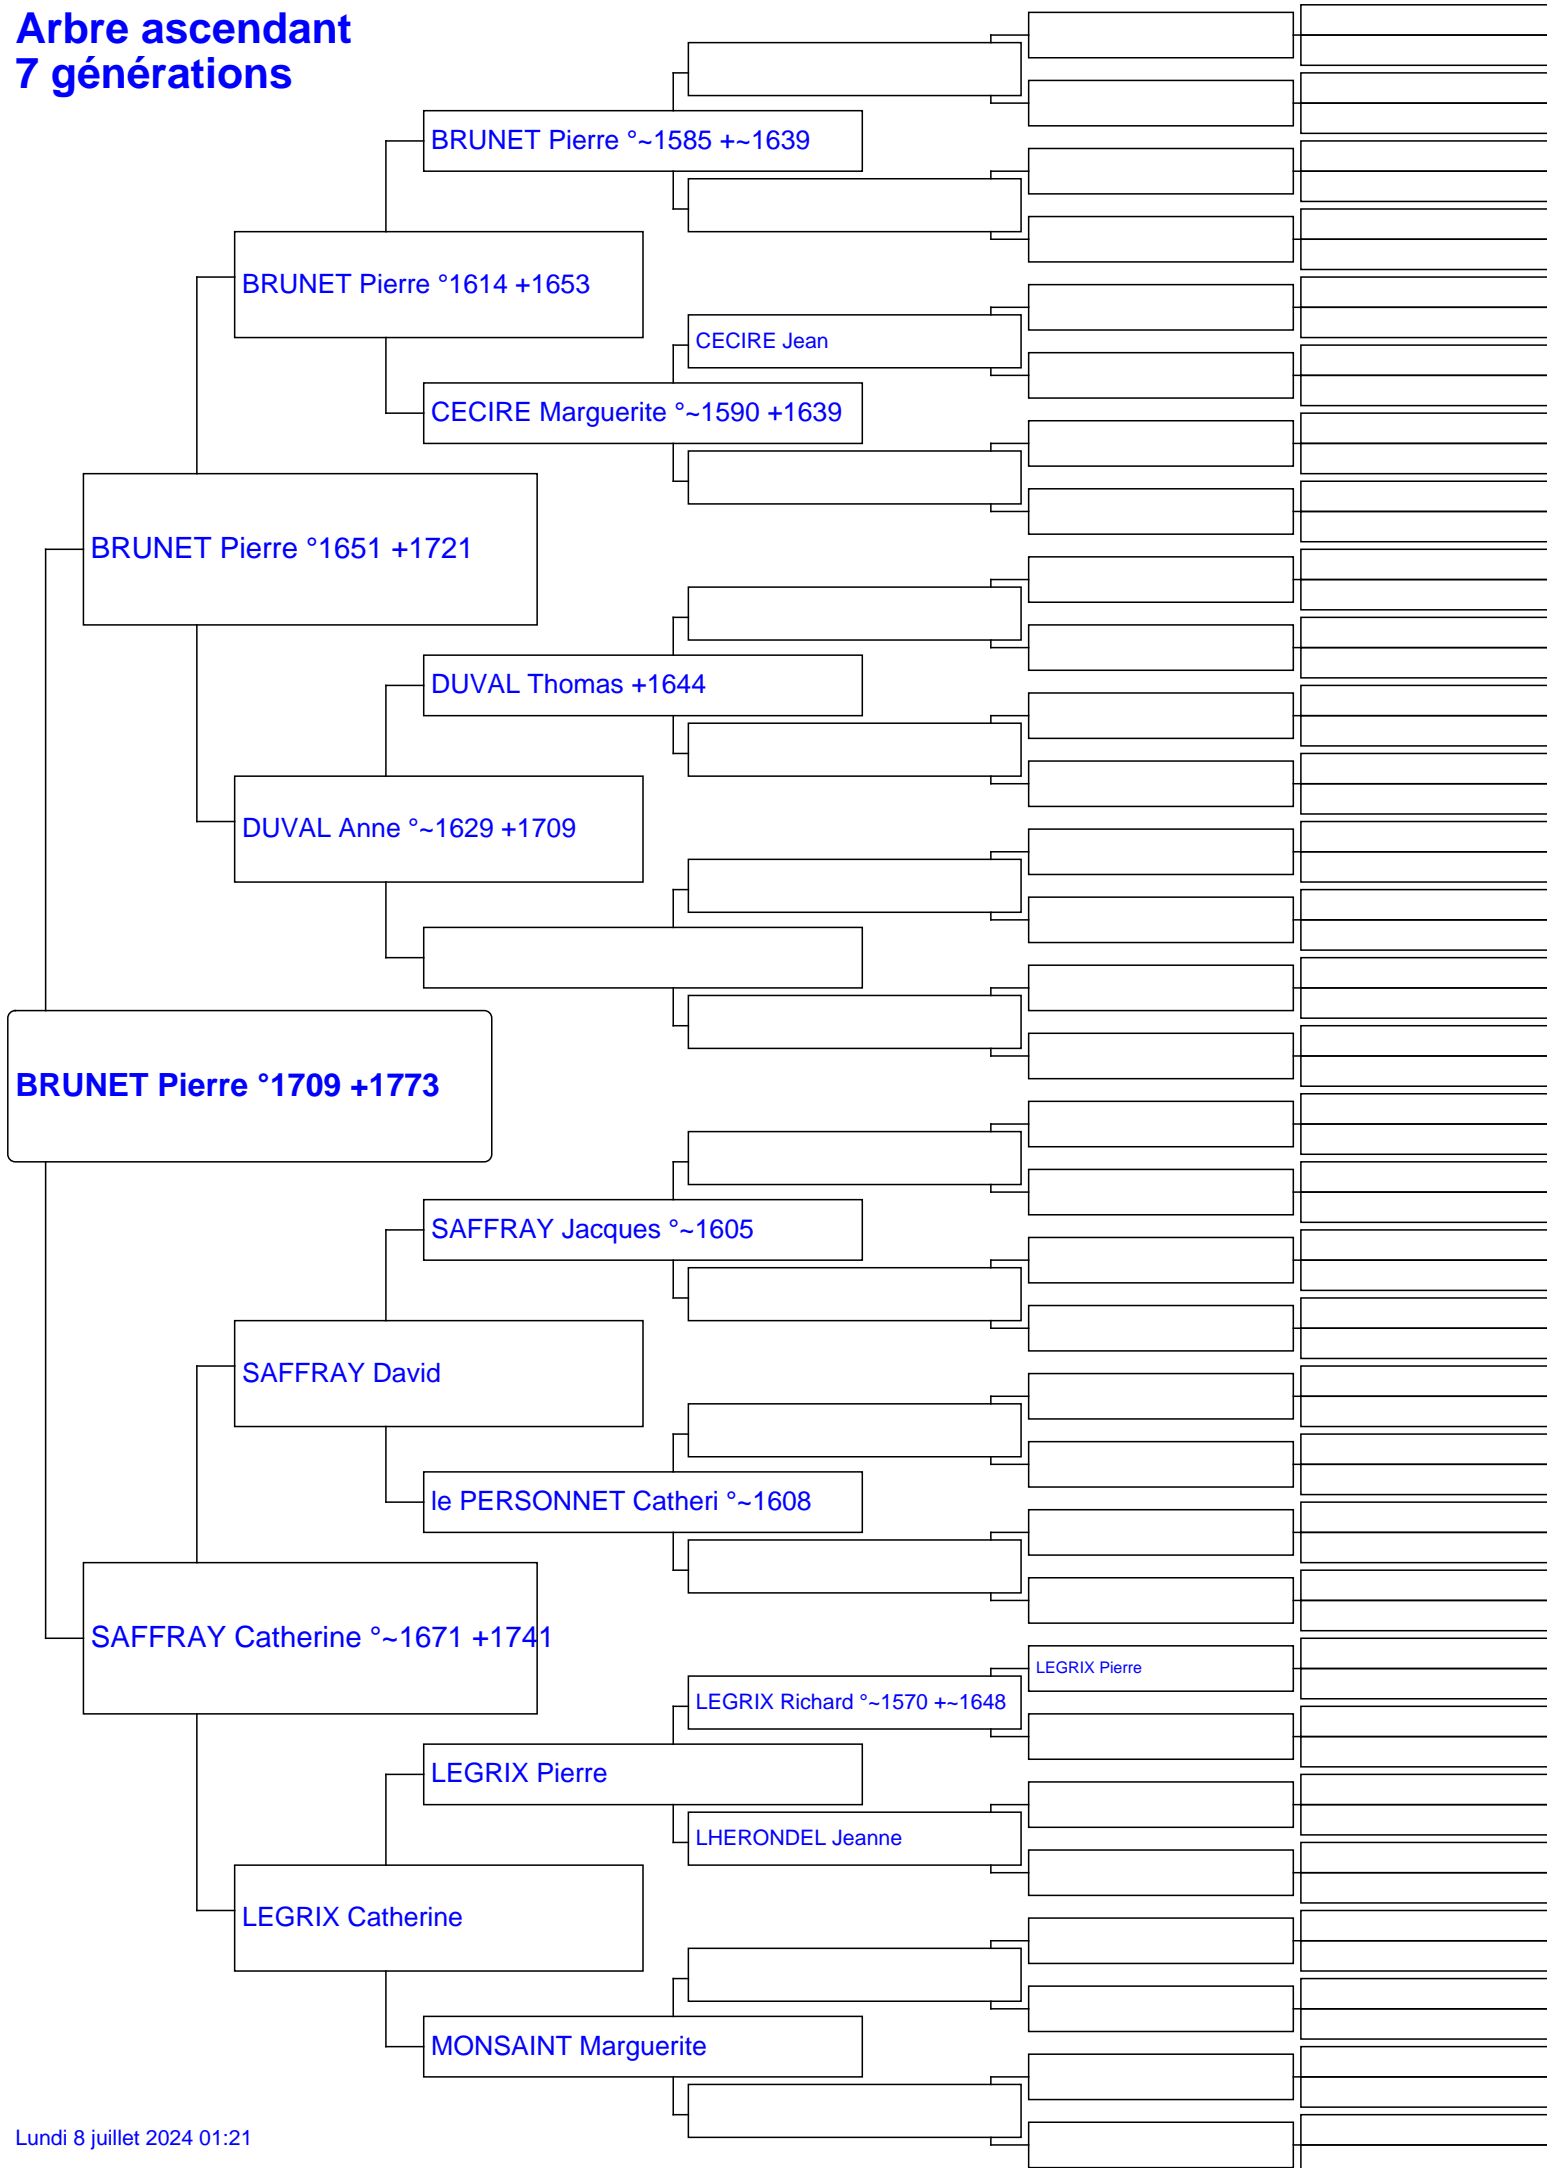 Arbre ascendant
7 générations
BRUNET Pierre °~1585 +~1639
BRUNET Pierre °1614 +1653
CECIRE Jean
CECIRE Marguerite °~1590 +1639
BRUNET Pierre °1651 +1721
DUVAL Thomas +1644
DUVAL Anne °~1629 +1709
BRUNET Pierre °1709 +1773
SAFFRAY Jacques °~1605
SAFFRAY David
le PERSONNET Catheri °~1608
SAFFRAY Catherine °~1671 +1741
LEGRIX Pierre
LEGRIX Richard °~1570 +~1648
LEGRIX Pierre
LHERONDEL Jeanne
LEGRIX Catherine
MONSAINT Marguerite
Lundi 8 juillet 2024 01:21